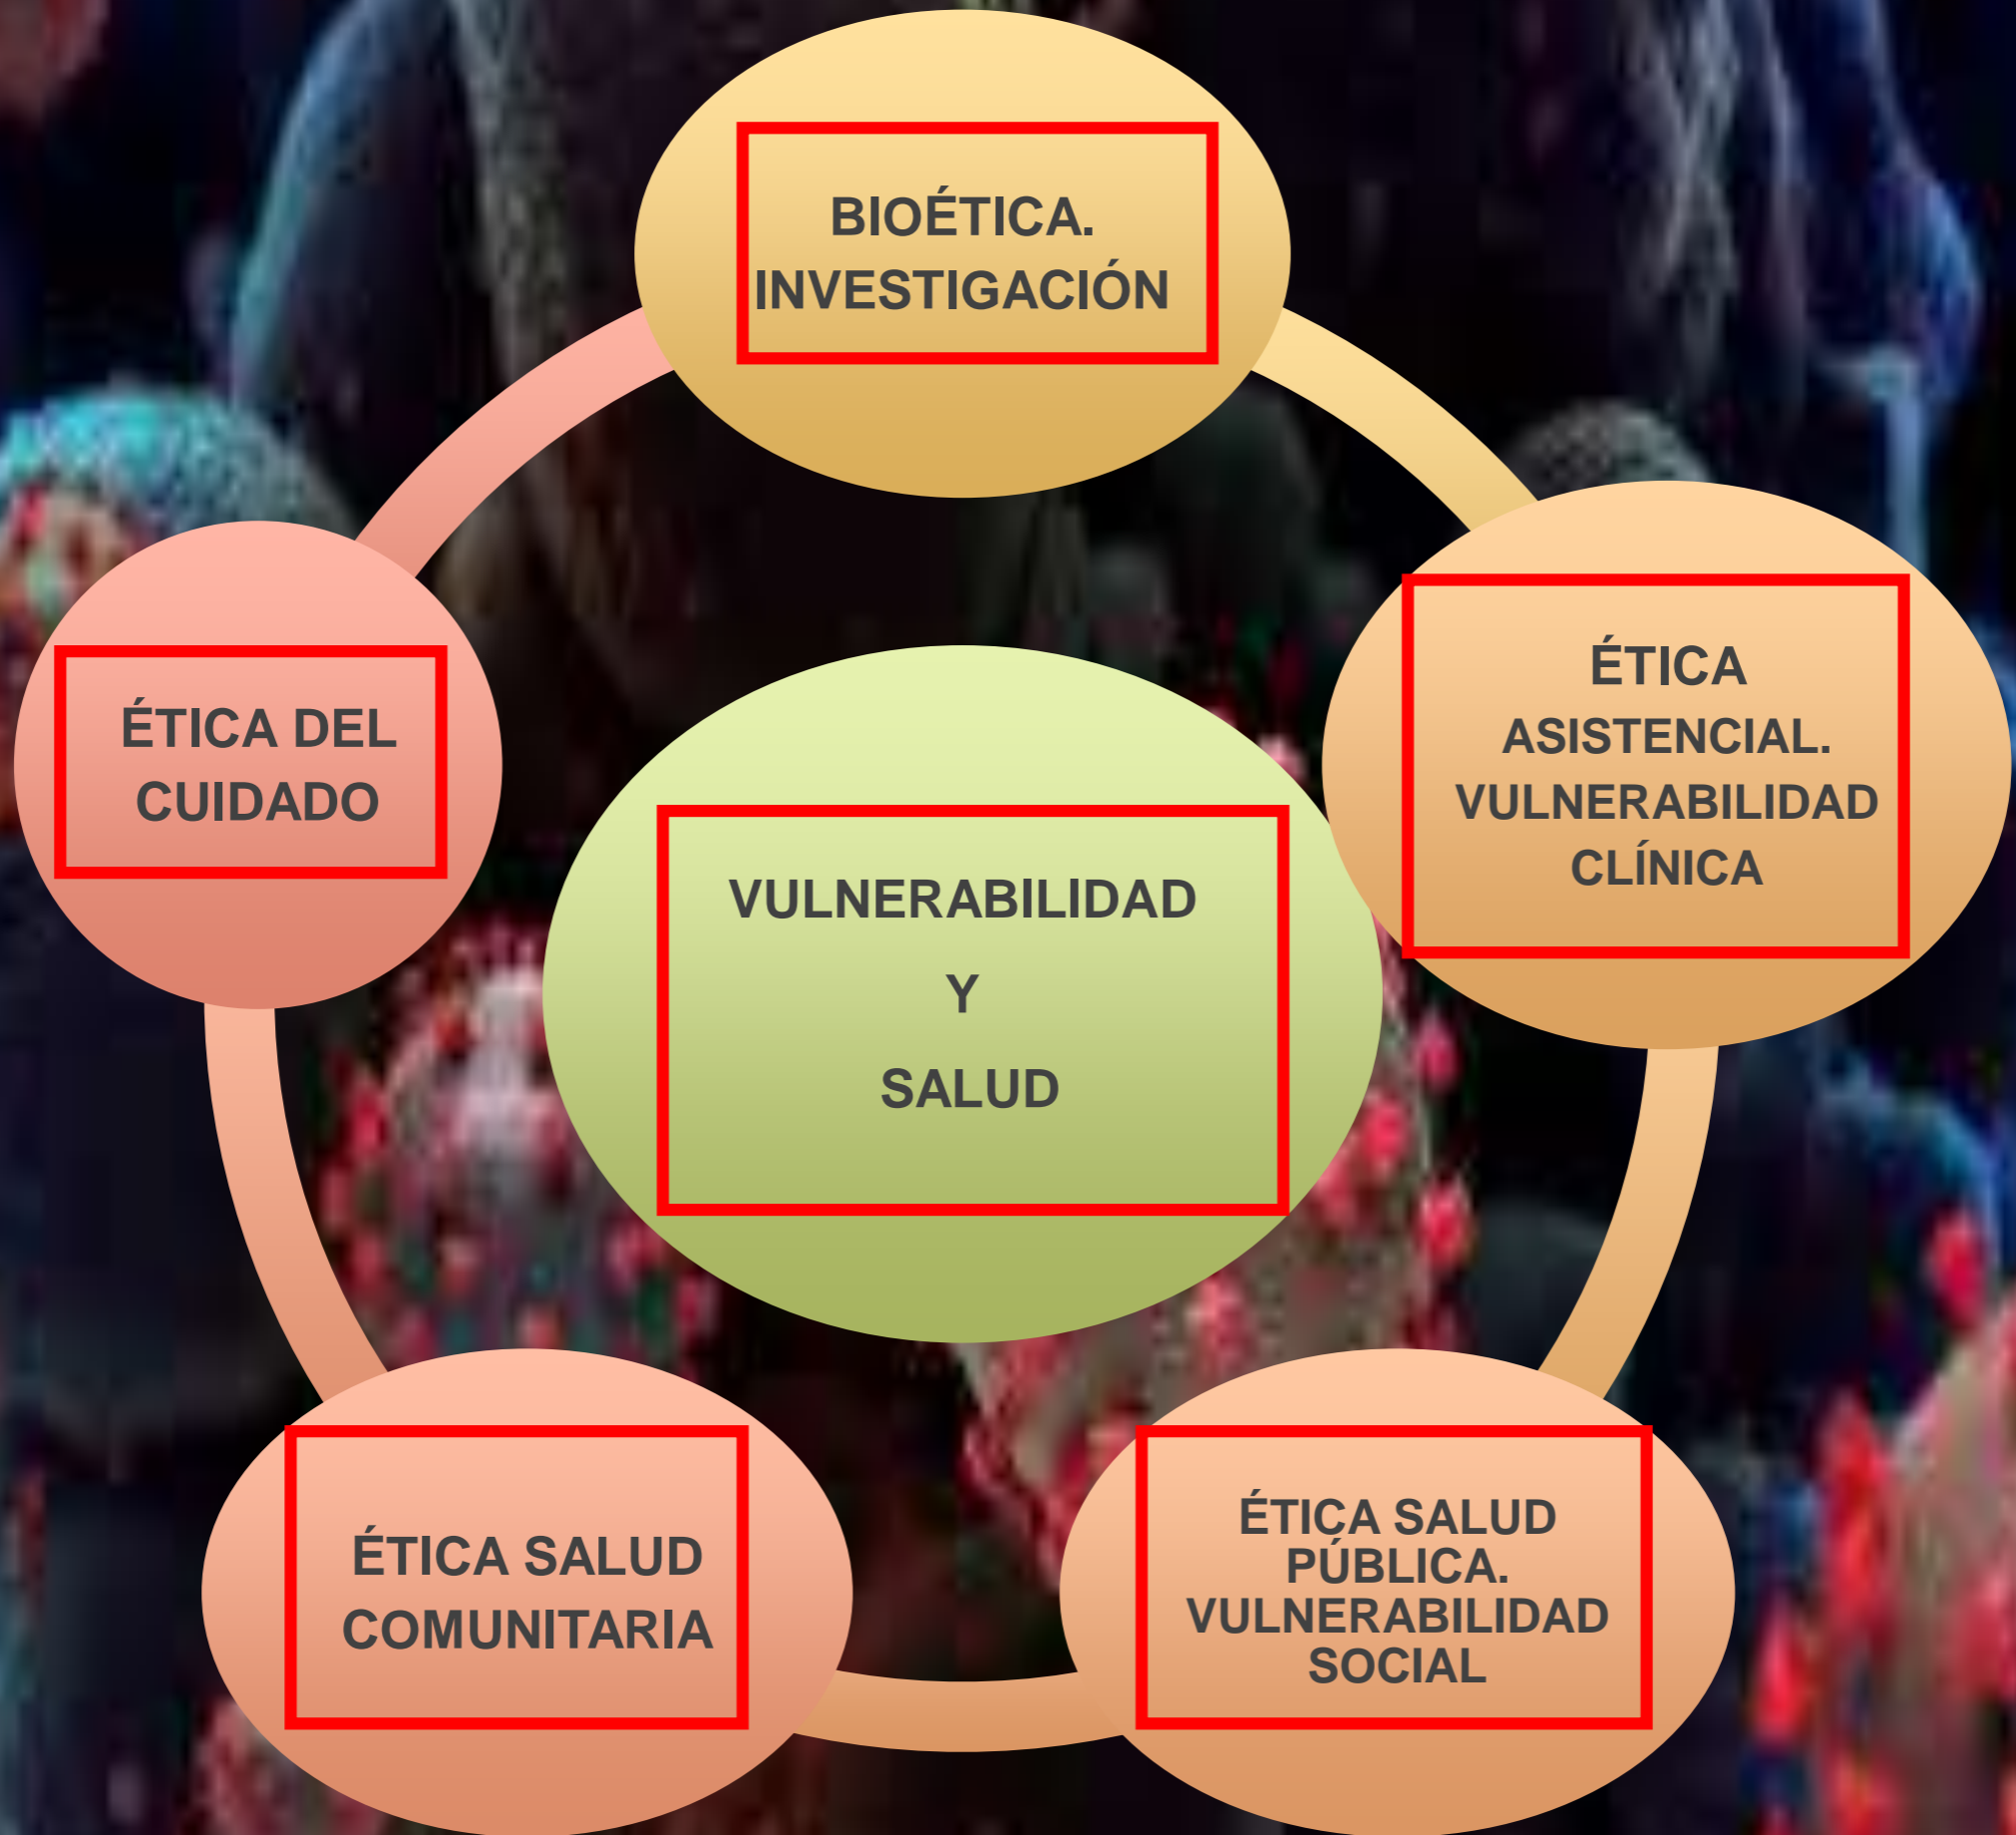 BIOÉTICA.
INVESTIGACIÓN
ÉTICA
ASISTENCIAL.
VULNERABILIDAD
CLÍNICA
ÉTICA DEL
CUIDADO
VULNERABILIDAD
Y
SALUD
ÉTICA SALUD
COMUNITARIA
ÉTICA SALUD
PÚBLICA.
VULNERABILIDAD
SOCIAL